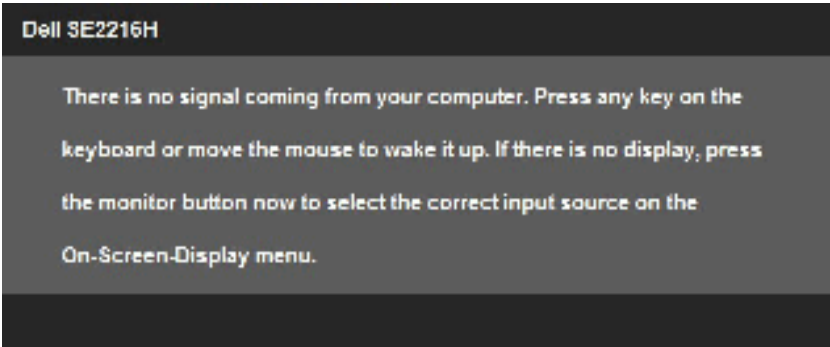 Dell SE2216H
There is no signal coming from your computer. Press any key on the
keyboard or move the mouse to wake it up. If there is no display, press
the monitor button now to select the correct input source on the
On-Screen-Display menu.